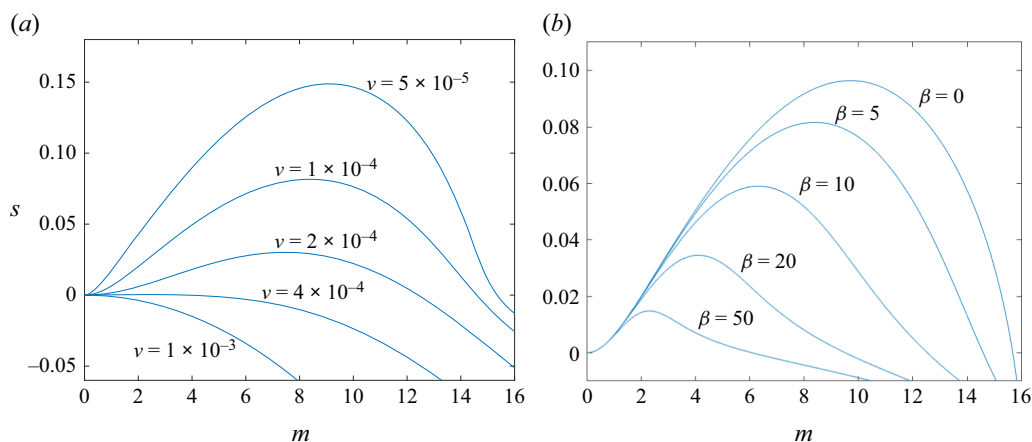 (a)
0.15
0.10
0.05
0
–0.05
s
ν = 5 × 10–5
ν = 1 × 10–4
ν = 2 × 10–4
ν = 4 × 10–4
ν = 1 × 10–3
0 2 4 6 8 10 12 14 16
m
(b)
0.10
0.08
0.06
0.04
0.02
0
β = 0
β = 5
β = 10
β = 20
β = 50
0 2 4 6 8 10 12 14 16
m